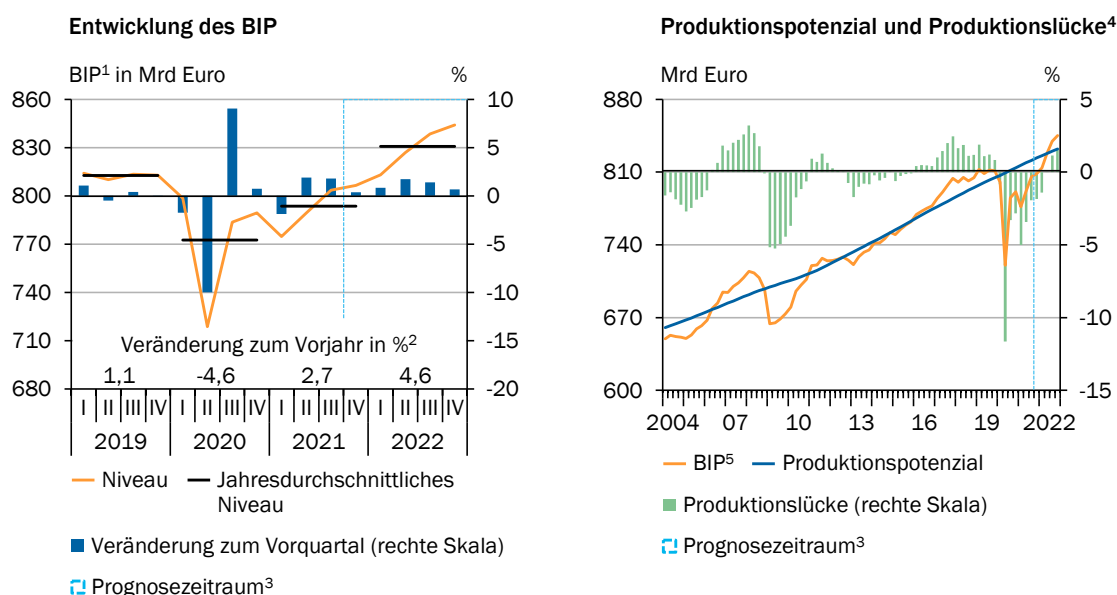 Entwicklung des BIP
BIP¹ in Mrd Euro %
860 10
830 5
800 0
770 -5
740 -10
710 -15
680 -20
Veränderung zum Vorjahr in %²
1,1 -4,6 2,7 4,6
I II III IV I II III IV I II III IV I II III IV
2019 2020 2021 2022
Niveau Jahresdurchschnittliches
Niveau
Veränderung zum Vorquartal (rechte Skala)
Prognosezeitraum³
Produktionspotenzial und Produktionslücke⁴
Mrd Euro %
880 5
810 0
740 -5
670 -10
600 -15
2004 07 10 13 16 19 2022
BIP⁵ Produktionspotenzial
Produktionslücke (rechte Skala)
Prognosezeitraum³